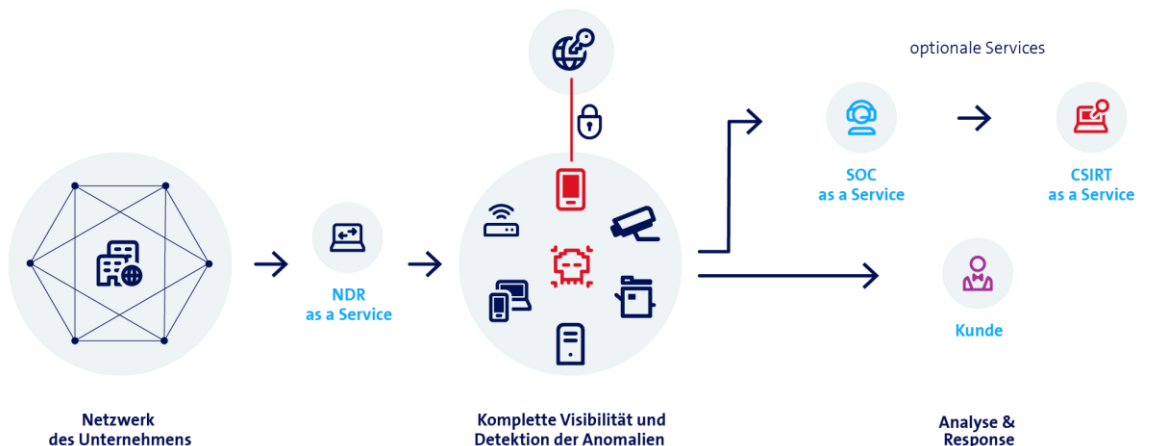 optionale Services
SOC
as a Service
CSIRT
as a Service
NDR
as a Service
Kunde
Netzwerk
des Unternehmens
Komplette Visibilität und
Detektion der Anomalien
Analyse &
Response